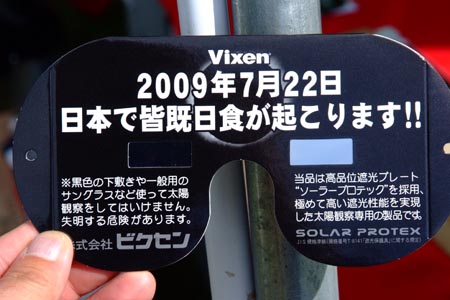 Vixen
2009年7月22日
日本で皆既日食が起こります!!
※黒色の下敷きや一般用の
サングラスなど使って太陽
観察をしてはいけません。
失明する危険があります。
当品は高品位遮光プレート
"ソーラープロテック"を採用、
極めて高い遮光性能を実現
した太陽観察専用の製品です。
株式会社 ビクセン
SOLAR PROTEX